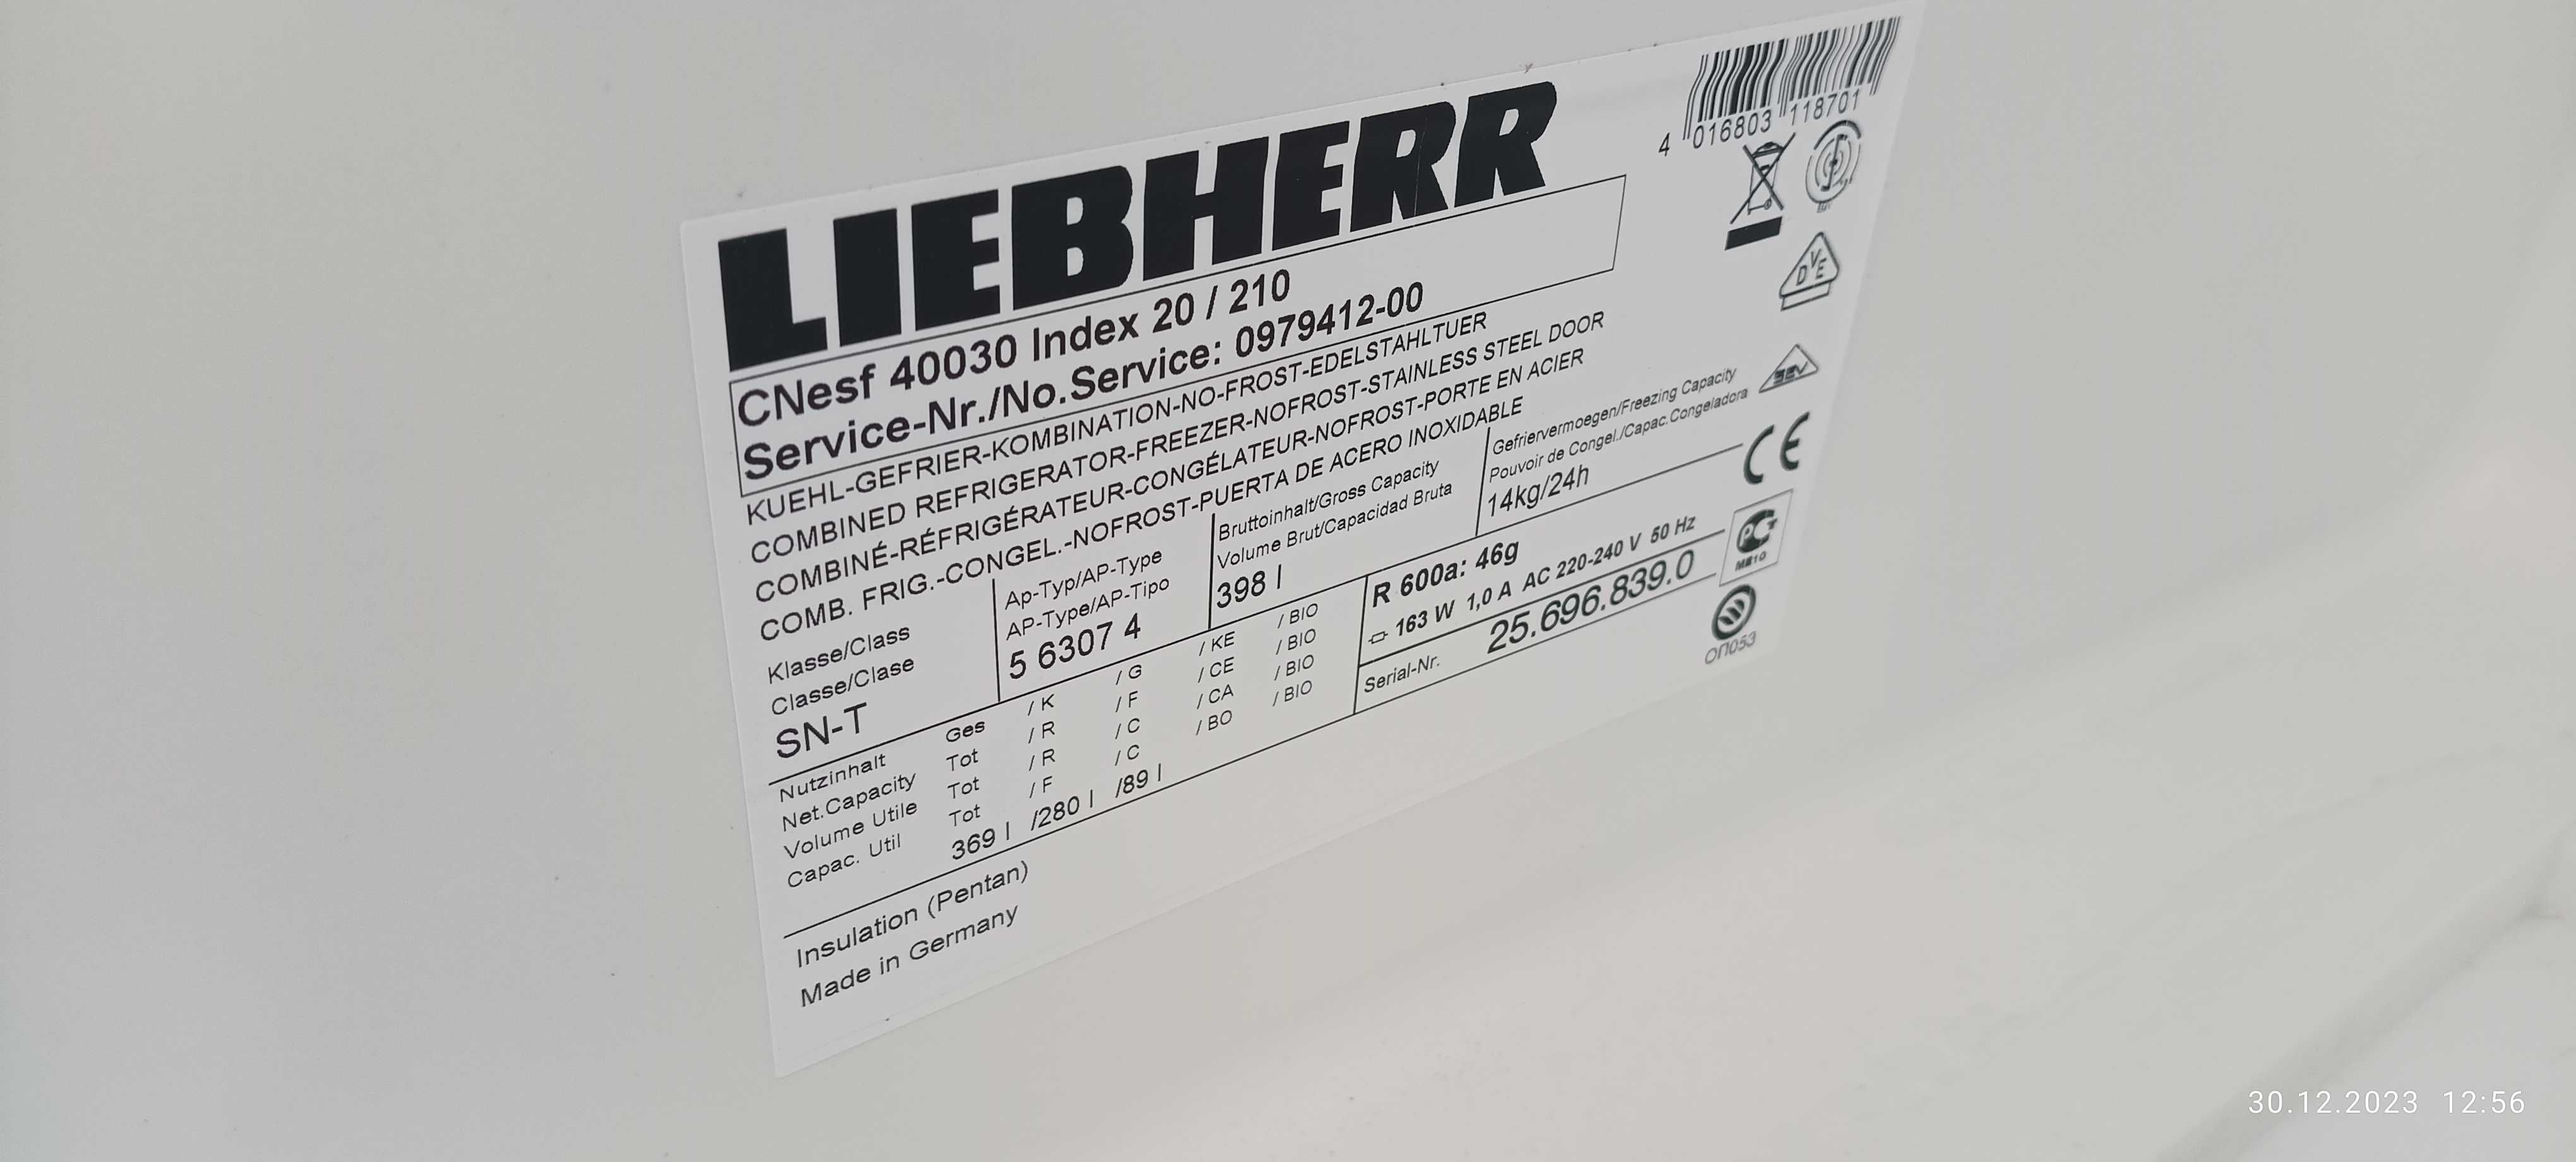 LIEBHERR
4 016803 118701
CNesf 40030 Index 20 / 210
Service-Nr./No.Service: 0979412-00
KUEHL-GEFRIER-KOMBINATION-NO-FROST-EDELSTAHLTUER
COMBINED REFRIGERATOR-FREEZER-NOFROST-STAINLESS STEEL DOOR
COMBINÉ-RÉFRIGÉRATEUR-CONGÉLATEUR-NOFROST-PORTE EN ACIER
COMB. FRIG.-CONGEL.-NOFROST-PUERTA DE ACERO INOXIDABLE
Klasse/Class
Classe/Clase
SN-T
Ap-Typ/AP-Type
AP-Type/AP-Tipo
5 6307 4
Bruttoinhalt/Gross Capacity
Volume Brut/Capacidad Bruta
398 l
Gefriervermoegen/Freezing Capacity
Pouvoir de Congel./Capac.Congeladora
14kg/24h
Nutzinhalt Ges / K / G / KE / BIO
Net.Capacity Tot / R / F / CE / BIO
Volume Utile Tot / R / C / CA / BIO
Capac. Util Tot / F / C / BO / BIO
369 l /280 l /89 l
R 600a: 46g
163 W 1,0 A AC 220-240 V 50 Hz
Serial-Nr. 25.696.839.0
Insulation (Pentan)
Made in Germany
DVE
SEV
CE
РСТ
МЕ10
ОП053
30.12.2023 12:56